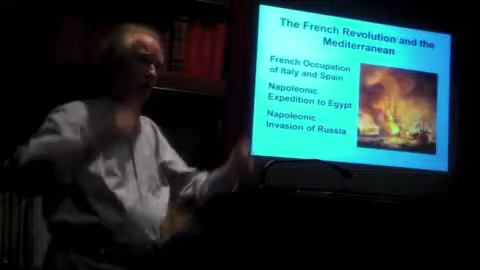 The French Revolution and the
Mediterranean
French Occupation
of Italy and Spain
Napoleonic
Expedition to Egypt
Napoleonic
Invasion of Russia